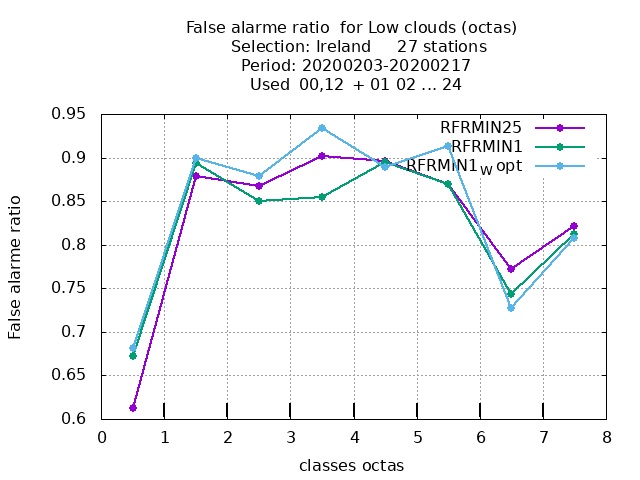 False alarme ratio  for Low clouds (octas)
Selection: Ireland     27 stations
Period: 20200203-20200217
Used  00,12  + 01 02 ... 24
0.95
0.9
0.85
0.8
0.75
0.7
0.65
0.6
False alarme ratio
RFRMIN25
RFRMIN1
RFRMIN1W opt
0 1 2 3 4 5 6 7 8
classes octas